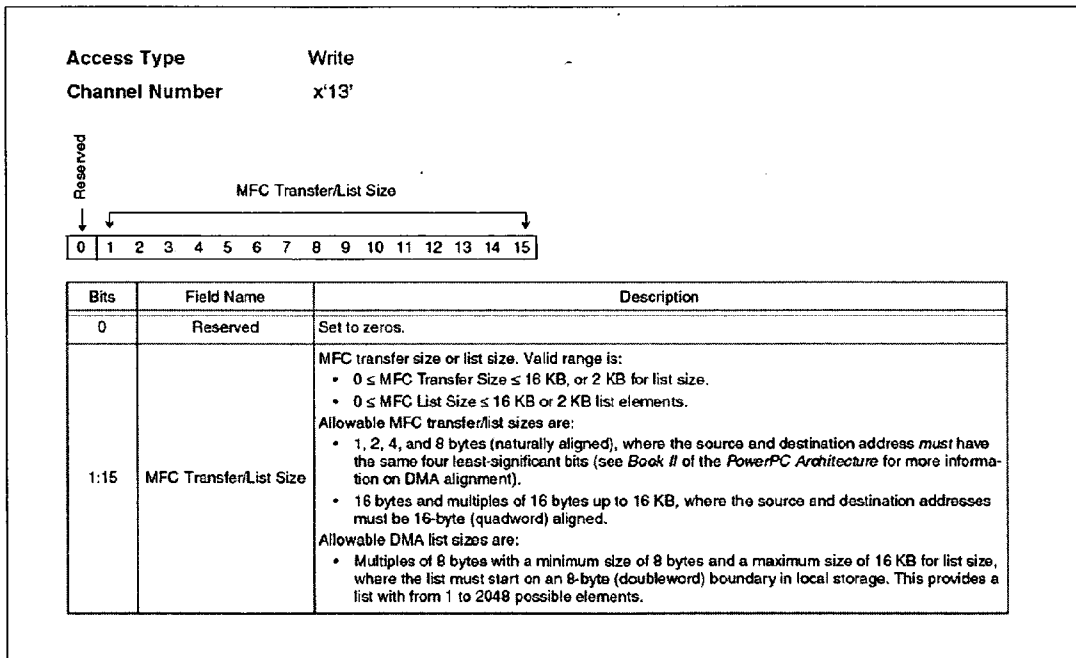 Access Type Write
Channel Number x'13'
Reserved
MFC Transfer/List Size
0 1 2 3 4 5 6 7 8 9 10 11 12 13 14 15
Bits Field Name Description
0 Reserved Set to zeros.
MFC transfer size or list size. Valid range is:
• 0 ≤ MFC Transfer Size ≤ 16 KB, or 2 KB for list size.
• 0 ≤ MFC List Size ≤ 16 KB or 2 KB list elements.
Allowable MFC transfer/list sizes are:
• 1, 2, 4, and 8 bytes (naturally aligned), where the source and destination address must have
the same four least-significant bits (see Book II of the PowerPC Architecture for more informa-
tion on DMA alignment).
1:15 MFC Transfer/List Size
• 16 bytes and multiples of 16 bytes up to 16 KB, where the source and destination addresses
must be 16-byte (quadword) aligned.
Allowable DMA list sizes are:
• Multiples of 8 bytes with a minimum size of 8 bytes and a maximum size of 16 KB for list size,
where the list must start on an 8-byte (doubleword) boundary in local storage. This provides a
list with from 1 to 2048 possible elements.